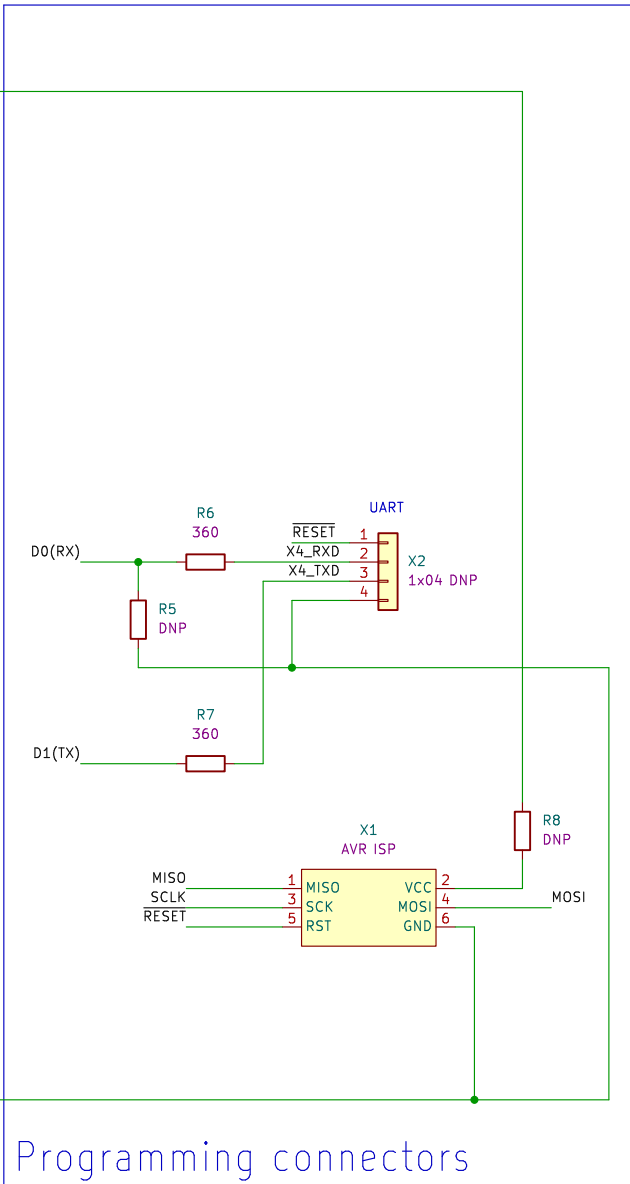 UART
R6
360
RESET
1
D0(RX)
X4_RXD
2
X2
X4_TXD
3
1x04 DNP
4
R5
DNP
R7
360
D1(TX)
X1
AVR ISP
R8
DNP
MISO
1
MISO
VCC
2
SCLK
3
SCK
MOSI
4
MOSI
RESET
5
RST
GND
6
Programming connectors